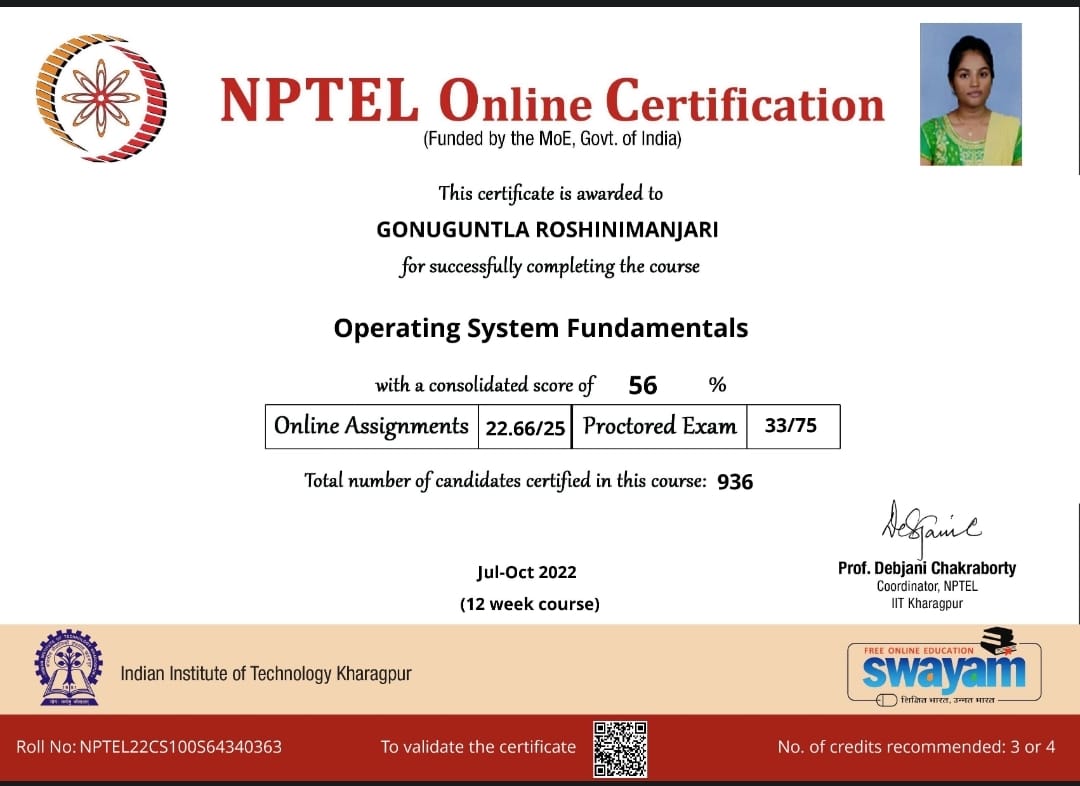 NPTEL Online Certification
(Funded by the MoE, Govt. of India)
This certificate is awarded to
GONUGUNTLA ROSHINIMANJARI
for successfully completing the course
Operating System Fundamentals
with a consolidated score of 56 %
Online Assignments 22.66/25 Proctored Exam 33/75
Total number of candidates certified in this course: 936
Jul-Oct 2022
(12 week course)
Prof. Debjani Chakraborty
Coordinator, NPTEL
IIT Kharagpur
Indian Institute of Technology Kharagpur
FREE ONLINE EDUCATION
swayam
शिक्षित भारत, उन्नत भारत
Roll No: NPTEL22CS100S64340363
To validate the certificate
No. of credits recommended: 3 or 4